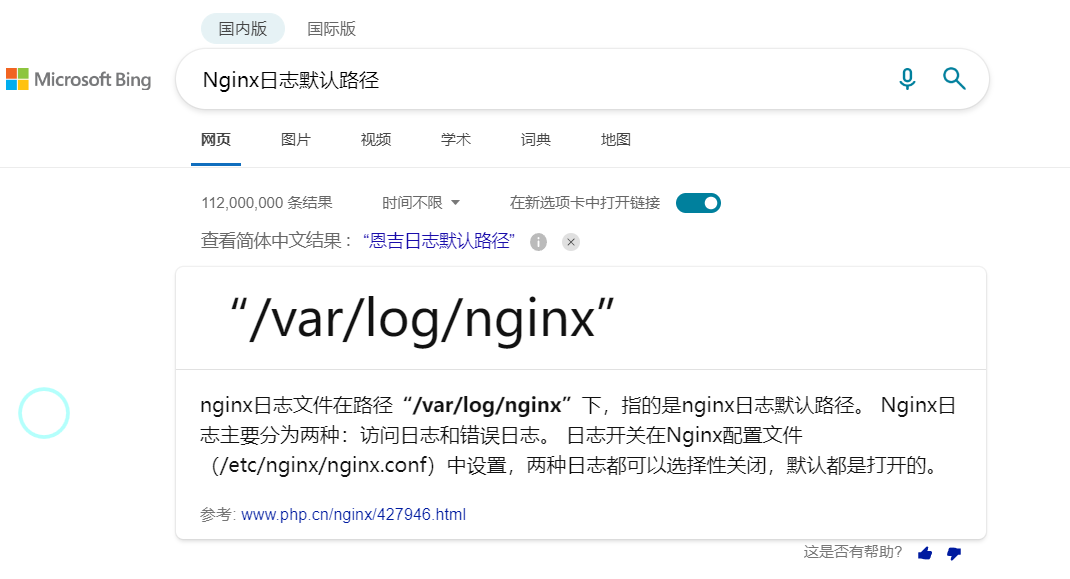 国内版 国际版
Microsoft Bing
Nginx日志默认路径
网页 图片 视频 学术 词典 地图
112,000,000 条结果 时间不限 在新选项卡中打开链接
查看简体中文结果： “恩吉日志默认路径”
“/var/log/nginx”
nginx日志文件在路径“/var/log/nginx”下，指的是nginx日志默认路径。 Nginx日
志主要分为两种：访问日志和错误日志。 日志开关在Nginx配置文件
（/etc/nginx/nginx.conf）中设置，两种日志都可以选择性关闭，默认都是打开的。
参考: www.php.cn/nginx/427946.html
这是否有帮助?